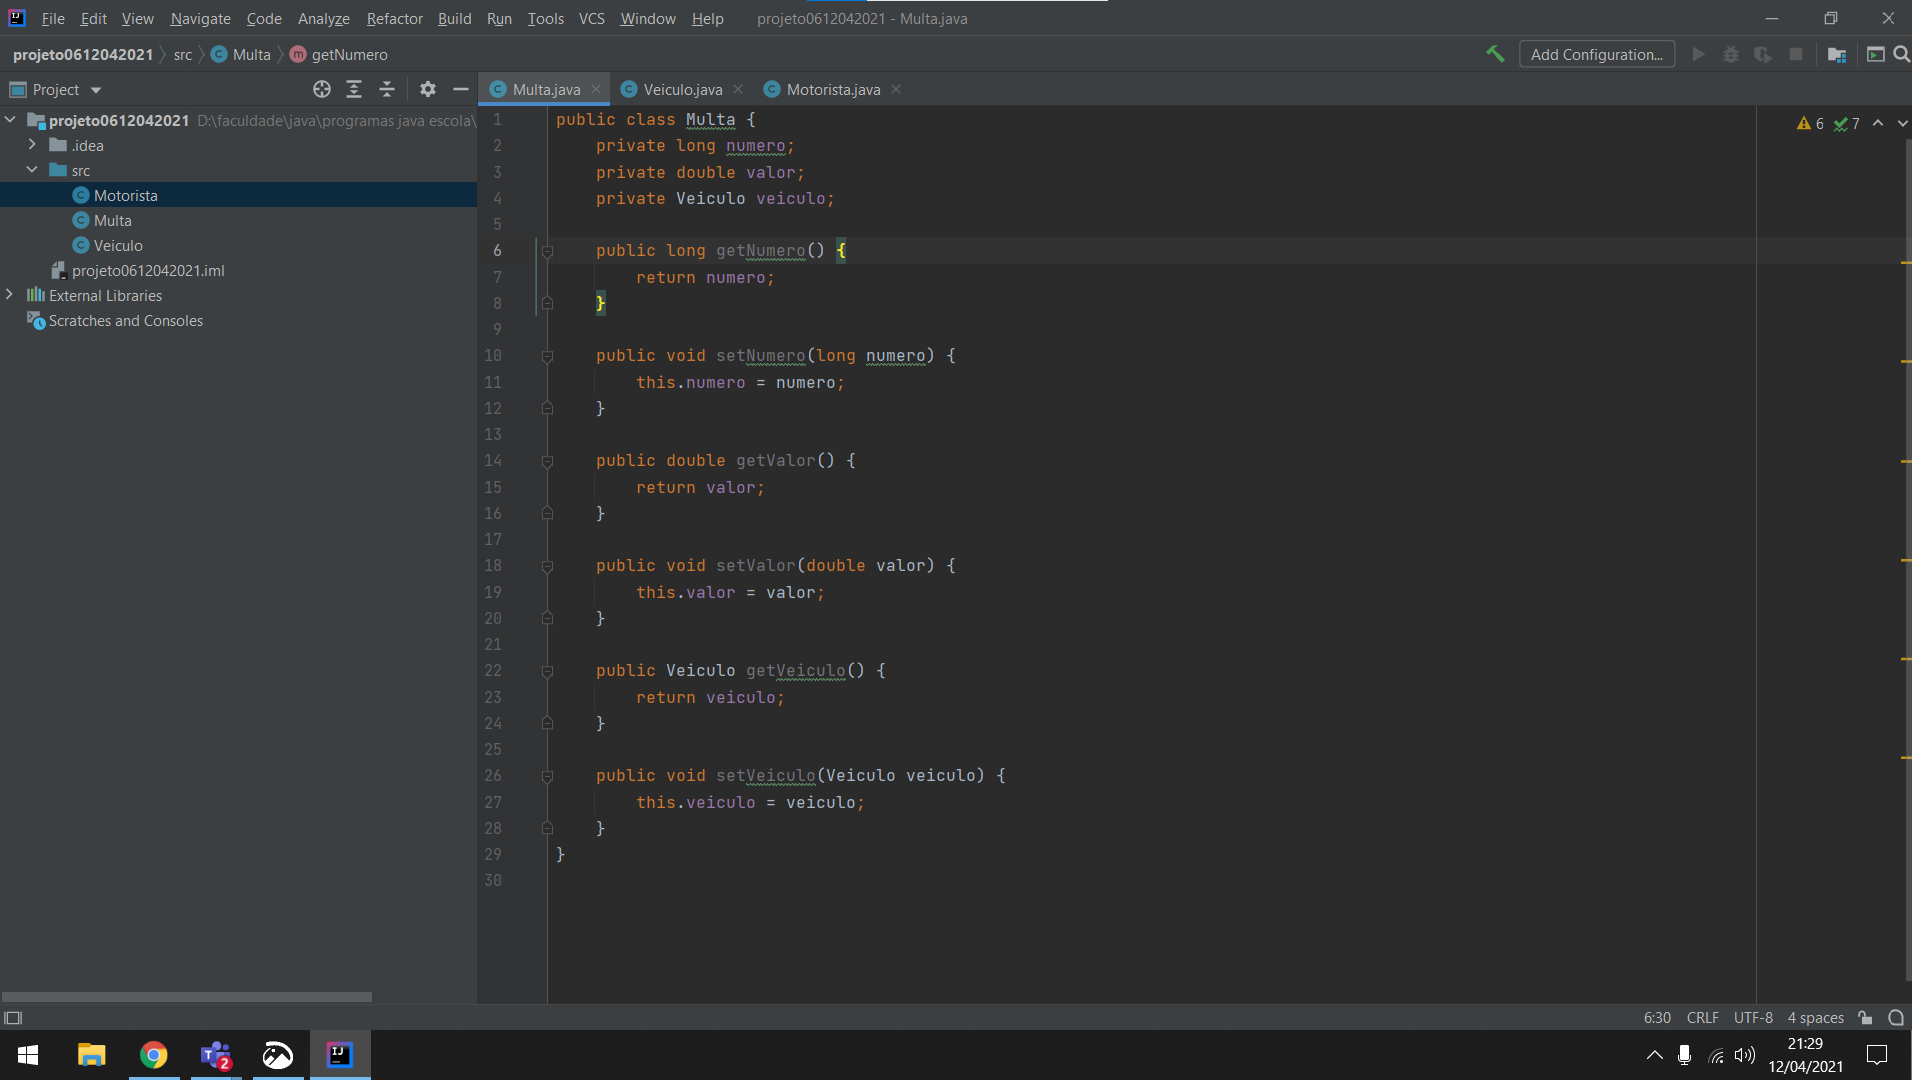 File Edit View Navigate Code Analyze Refactor Build Run Tools VCS Window Help projeto0612042021 - Multa.java
projeto0612042021 src Multa getNumero Add Configuration...
Project Multa.java Veiculo.java Motorista.java
projeto0612042021 D:\faculdade\java\programas java escola\
.idea
src
Motorista
Multa
Veiculo
projeto0612042021.iml
External Libraries
Scratches and Consoles
6 7
1 public class Multa {
2 private long numero;
3 private double valor;
4 private Veiculo veiculo;
5
6 public long getNumero() {
7 return numero;
8 }
9
10 public void setNumero(long numero) {
11 this.numero = numero;
12 }
13
14 public double getValor() {
15 return valor;
16 }
17
18 public void setValor(double valor) {
19 this.valor = valor;
20 }
21
22 public Veiculo getVeiculo() {
23 return veiculo;
24 }
25
26 public void setVeiculo(Veiculo veiculo) {
27 this.veiculo = veiculo;
28 }
29 }
30
6:30 CRLF UTF-8 4 spaces
2
21:29
12/04/2021